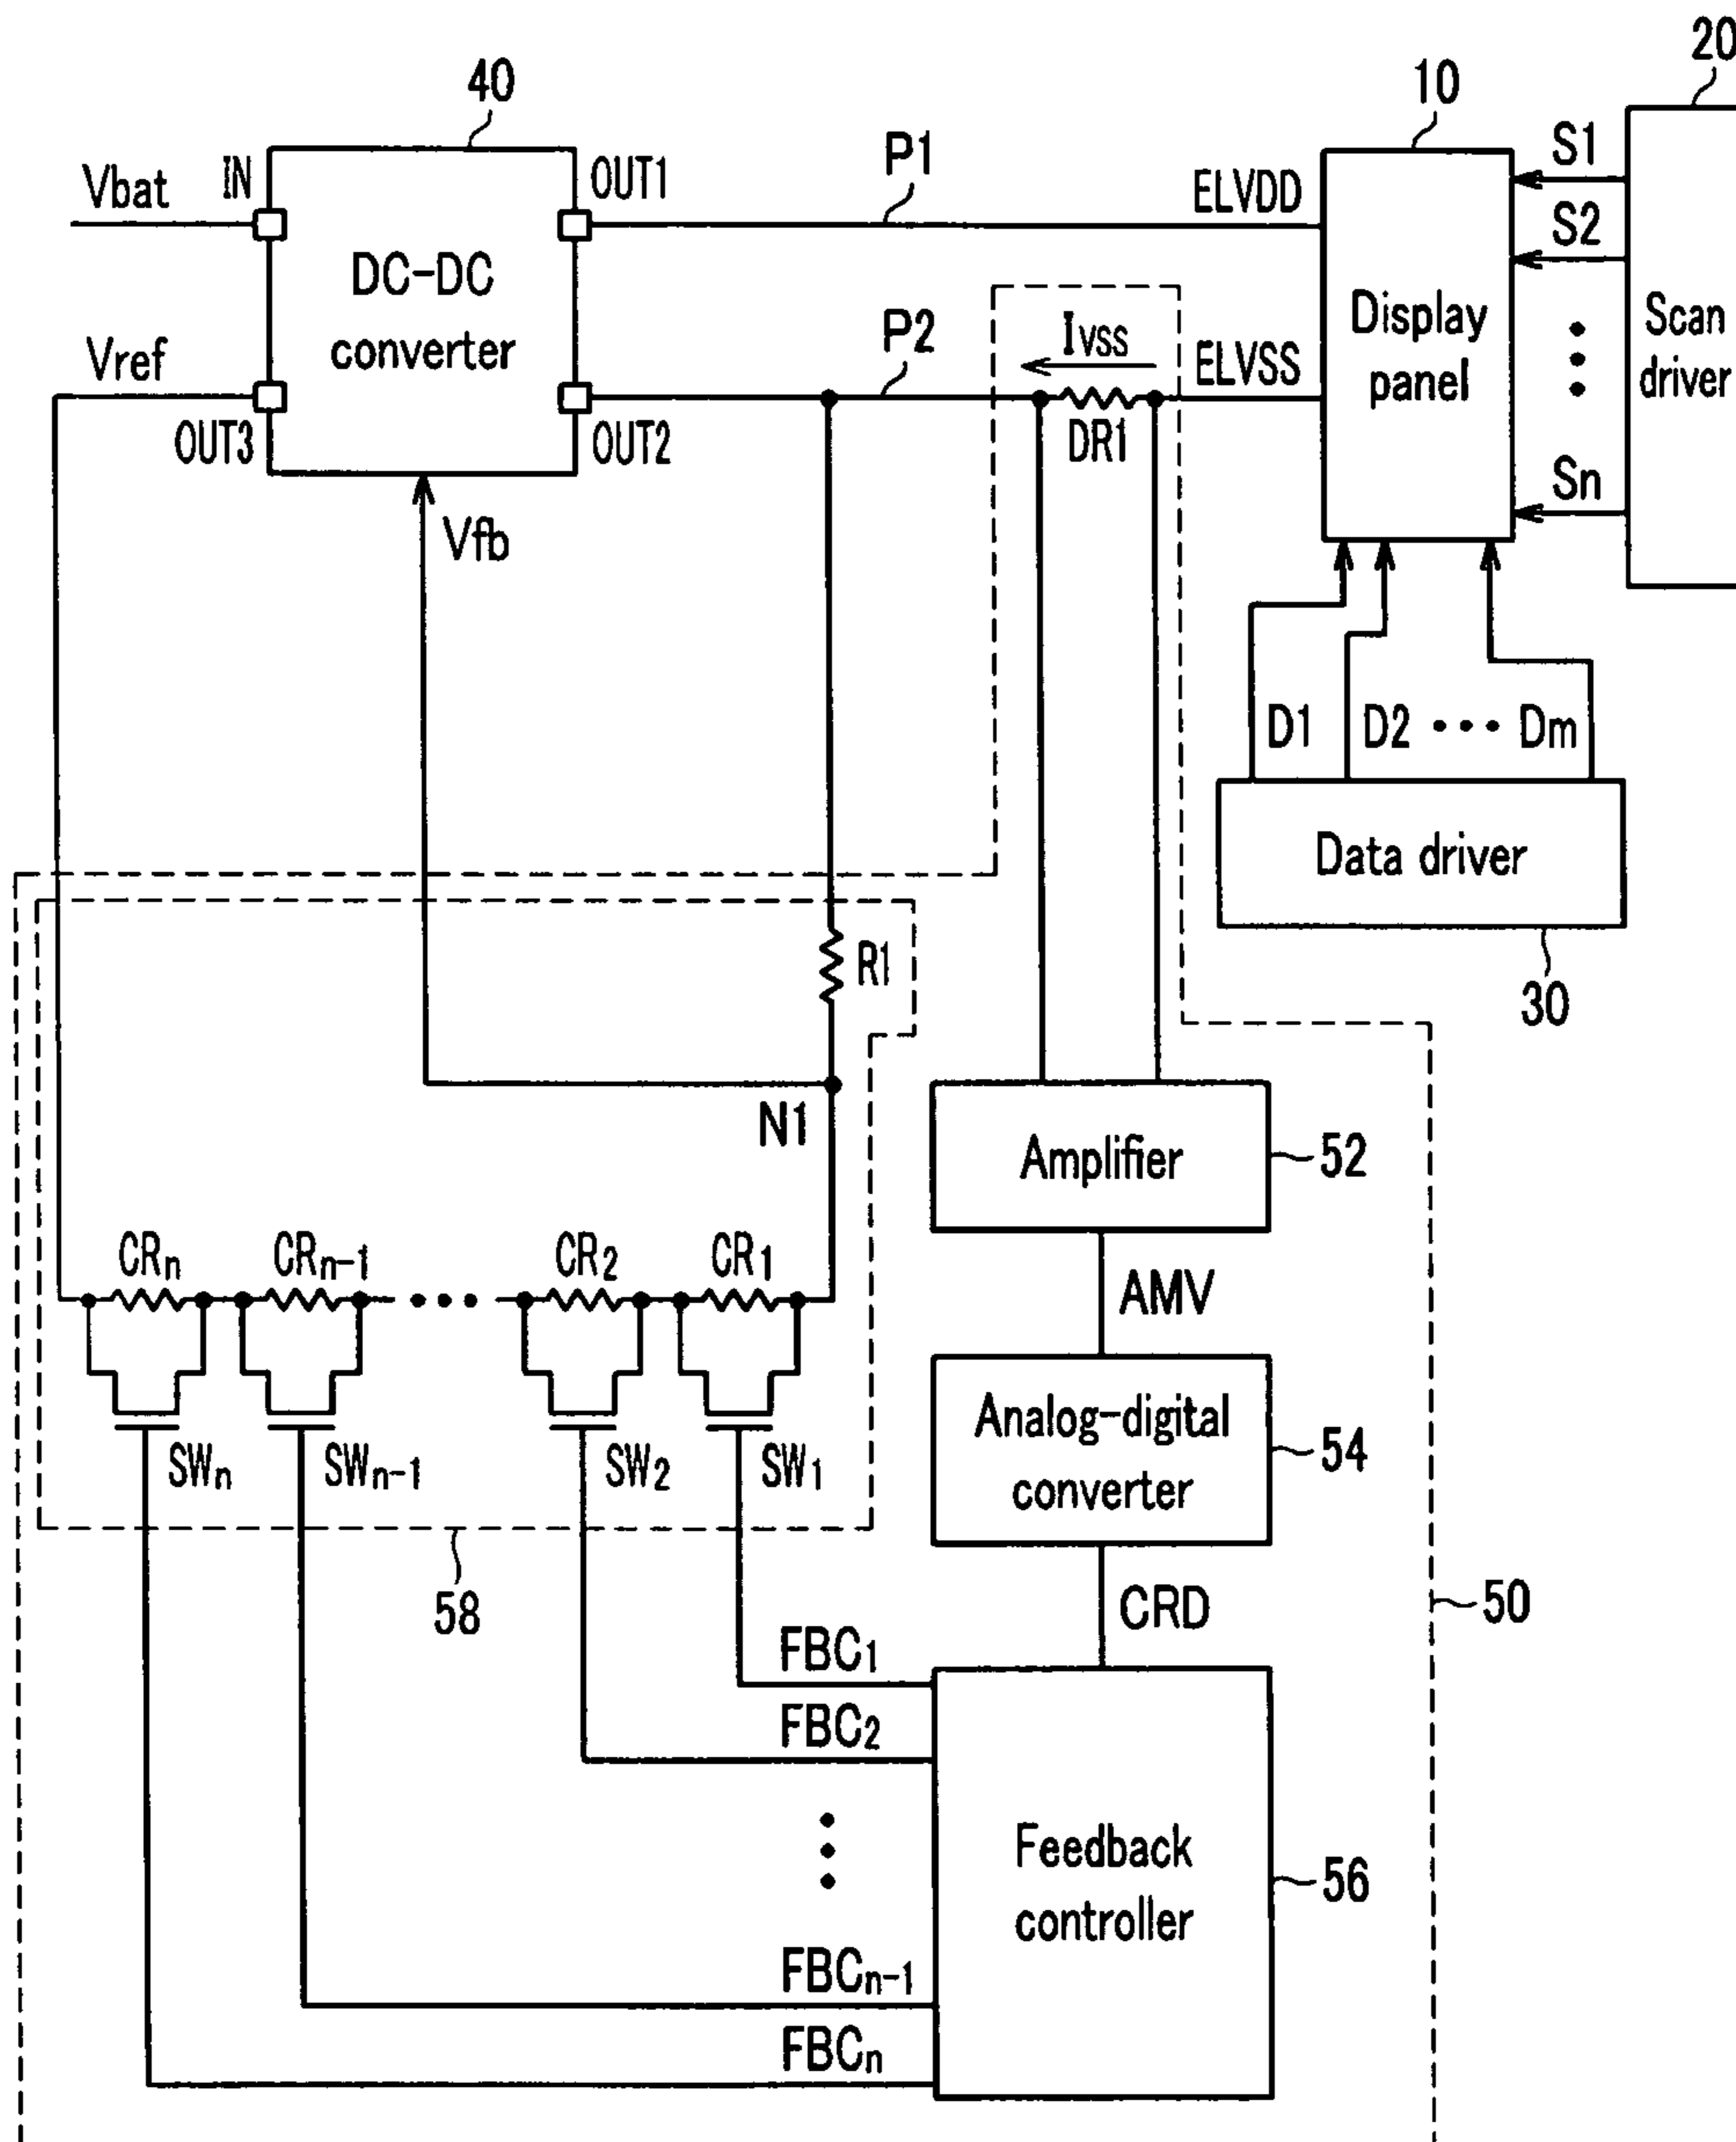 20
40
10
Vbat
IN
OUT1
P1
ELVDD
S1
S2
DC-DC
converter
Display
panel
Scan
driver
Vref
OUT3
OUT2
P2
IVSS
ELVSS
DR1
Sn
Vfb
D1
D2
Dm
Data driver
30
R1
N1
Amplifier
52
CRn
CRn-1
CR2
CR1
AMV
SWn
SWn-1
SW2
SW1
Analog-digital
converter
54
58
CRD
50
FBC1
FBC2
Feedback
controller
56
FBCn-1
FBCn